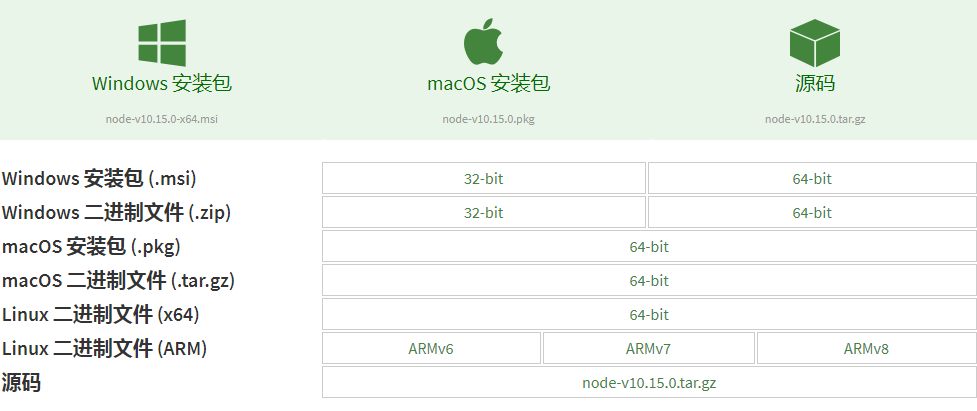 Windows 安装包 macOS 安装包 源码
node-v10.15.0-x64.msi node-v10.15.0.pkg node-v10.15.0.tar.gz
Windows 安装包 (.msi) 32-bit 64-bit
Windows 二进制文件 (.zip) 32-bit 64-bit
macOS 安装包 (.pkg) 64-bit
macOS 二进制文件 (.tar.gz) 64-bit
Linux 二进制文件 (x64) 64-bit
Linux 二进制文件 (ARM) ARMv6 ARMv7 ARMv8
源码 node-v10.15.0.tar.gz